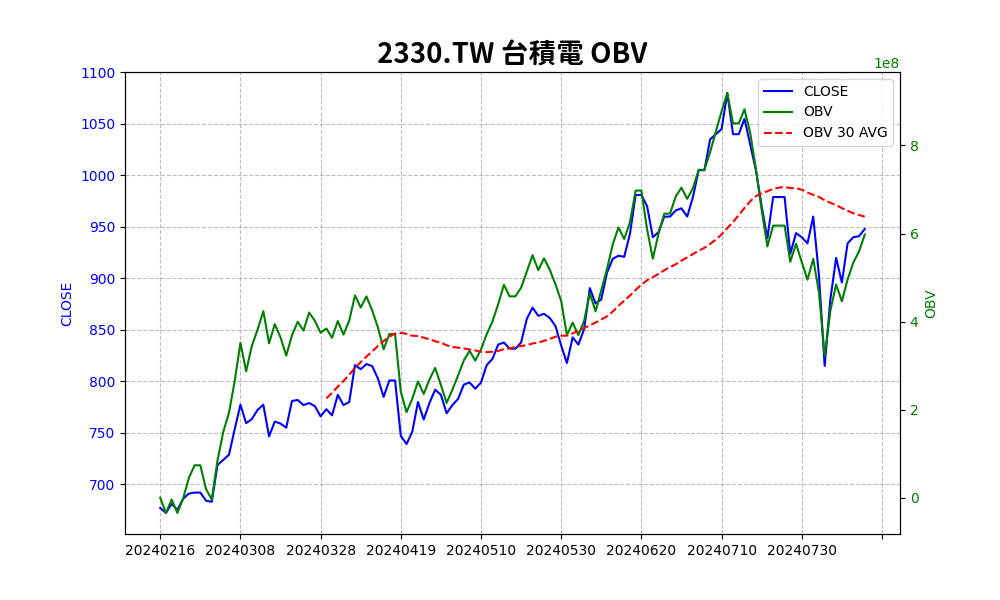 2330.TW 台積電 OBV
1e8
1100
1050
1000
950
900
850
800
750
700
CLOSE
CLOSE
OBV
OBV 30 AVG
8
6
4
2
0
OBV
20240216 20240308 20240328 20240419 20240510 20240530 20240620 20240710 20240730